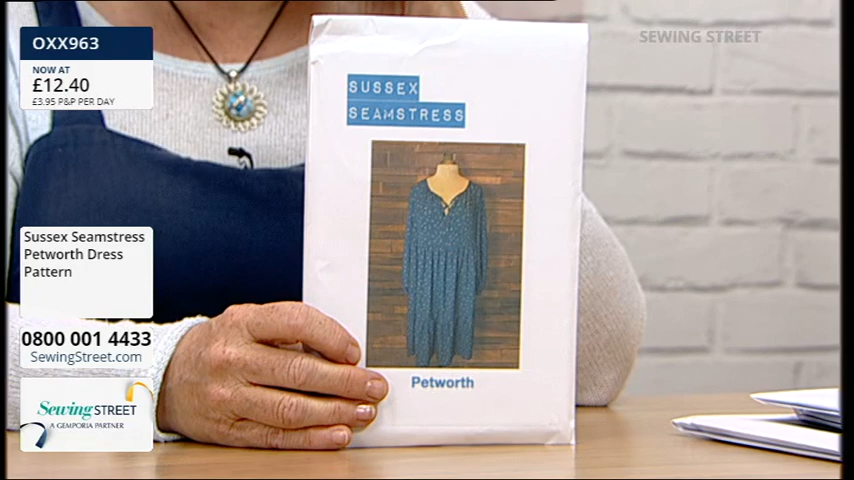 OXX963
NOW AT
£12.40
£3.95 P&P PER DAY
Sussex Seamstress
Petworth Dress
Pattern
0800 001 4433
SewingStreet.com
Sewing STREET
A GEMPORIA PARTNER
SUSSEX
SEAMSTRESS
Petworth
SEWING STREET